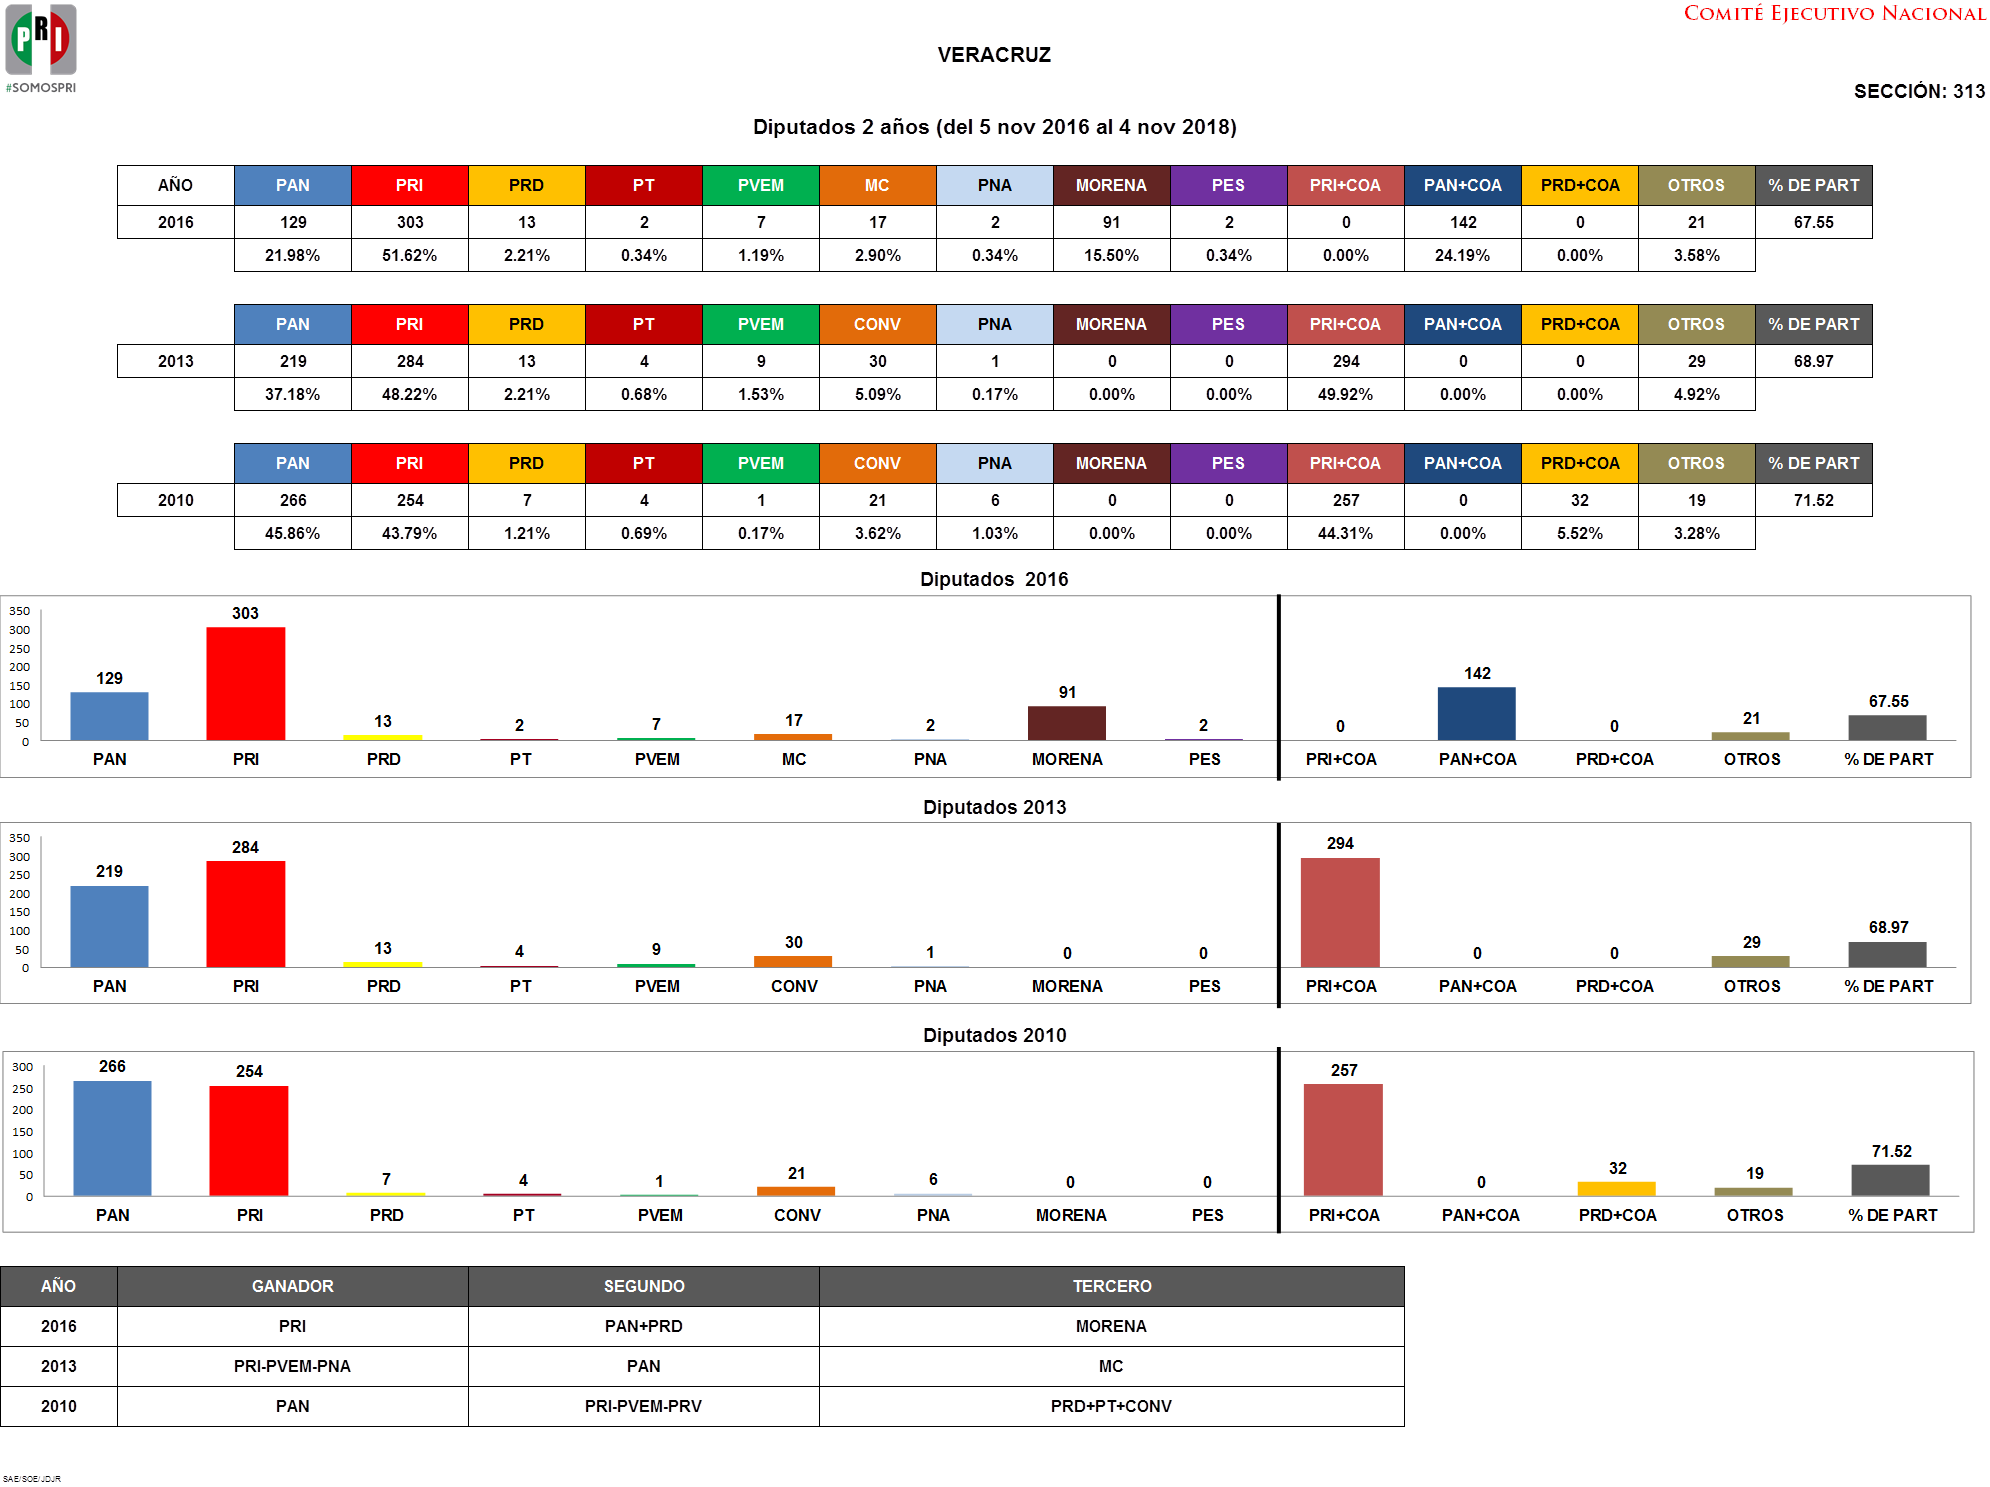 PRI
#SOMOSPRI
COMITÉ EJECUTIVO NACIONAL
VERACRUZ
SECCIÓN: 313
Diputados 2 años (del 5 nov 2016 al 4 nov 2018)
AÑO PAN PRI PRD PT PVEM MC PNA MORENA PES PRI+COA PAN+COA PRD+COA OTROS % DE PART
2016 129 303 13 2 7 17 2 91 2 0 142 0 21 67.55
21.98% 51.62% 2.21% 0.34% 1.19% 2.90% 0.34% 15.50% 0.34% 0.00% 24.19% 0.00% 3.58%
PAN PRI PRD PT PVEM CONV PNA MORENA PES PRI+COA PAN+COA PRD+COA OTROS % DE PART
2013 219 284 13 4 9 30 1 0 0 294 0 0 29 68.97
37.18% 48.22% 2.21% 0.68% 1.53% 5.09% 0.17% 0.00% 0.00% 49.92% 0.00% 0.00% 4.92%
PAN PRI PRD PT PVEM CONV PNA MORENA PES PRI+COA PAN+COA PRD+COA OTROS % DE PART
2010 266 254 7 4 1 21 6 0 0 257 0 32 19 71.52
45.86% 43.79% 1.21% 0.69% 0.17% 3.62% 1.03% 0.00% 0.00% 44.31% 0.00% 5.52% 3.28%
Diputados 2016
350
300
250
200
150
100
50
0
129 303 13 2 7 17 2 91 2 0 142 0 21 67.55
PAN PRI PRD PT PVEM MC PNA MORENA PES PRI+COA PAN+COA PRD+COA OTROS % DE PART
Diputados 2013
350
300
250
200
150
100
50
0
219 284 13 4 9 30 1 0 0 294 0 0 29 68.97
PAN PRI PRD PT PVEM CONV PNA MORENA PES PRI+COA PAN+COA PRD+COA OTROS % DE PART
Diputados 2010
300
250
200
150
100
50
0
266 254 7 4 1 21 6 0 0 257 0 32 19 71.52
PAN PRI PRD PT PVEM CONV PNA MORENA PES PRI+COA PAN+COA PRD+COA OTROS % DE PART
AÑO GANADOR SEGUNDO TERCERO
2016 PRI PAN+PRD MORENA
2013 PRI-PVEM-PNA PAN MC
2010 PAN PRI-PVEM-PRV PRD+PT+CONV
SAE/SOE/JDJR